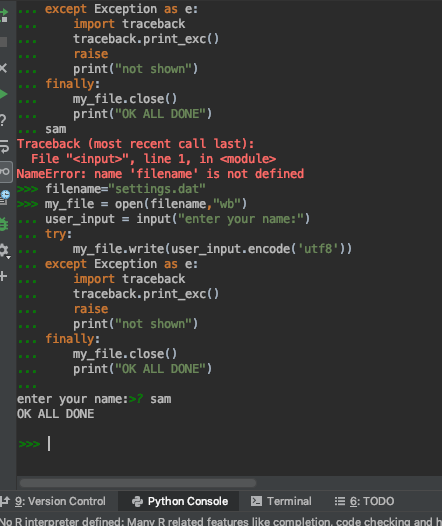 ... except Exception as e:
...     import traceback
...     traceback.print_exc()
...     raise
...     print("not shown")
... finally:
...     my_file.close()
...     print("OK ALL DONE")
... sam
Traceback (most recent call last):
  File "<input>", line 1, in <module>
NameError: name 'filename' is not defined
>>> filename="settings.dat"
>>> my_file = open(filename,"wb")
... user_input = input("enter your name:")
... try:
...     my_file.write(user_input.encode('utf8'))
... except Exception as e:
...     import traceback
...     traceback.print_exc()
...     raise
...     print("not shown")
... finally:
...     my_file.close()
...     print("OK ALL DONE")
...
enter your name:>? sam
OK ALL DONE
>>>
9: Version Control Python Console Terminal 6: TODO
No R interpreter defined: Many R related features like completion, code checking and h